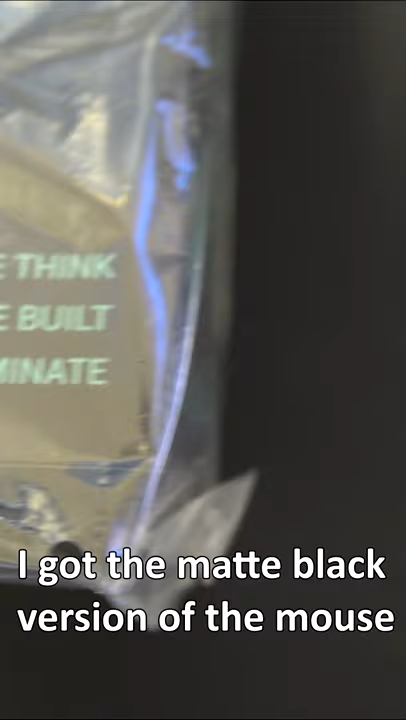 E THINK
E BUILT
MINATE
I got the matte black
version of the mouse